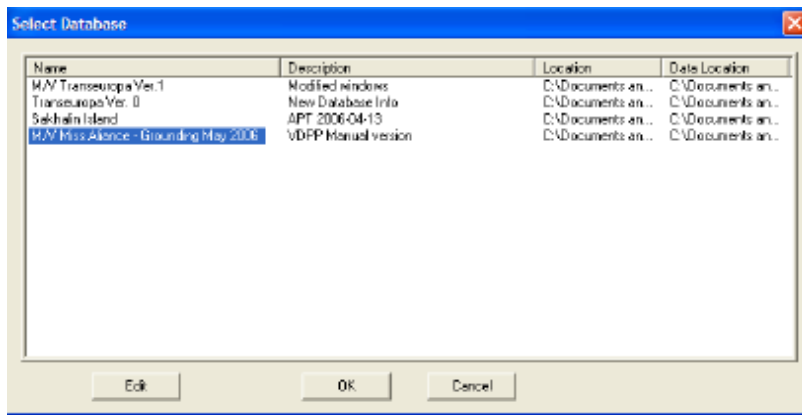 Select Database
Name Description Location Data Location
M/V Transeuropa Ver.1 Modified windows C:\Documents an... C:\Documents an...
Transeuropa Ver. 0 New Database Info C:\Documents an... C:\Documents an...
Sakhalin Island APT 2006-04-13 C:\Documents an... C:\Documents an...
M/V Miss Aliance - Grounding May 2006 VDPP Manual version C:\Documents an... C:\Documents an...
Edit OK Cancel